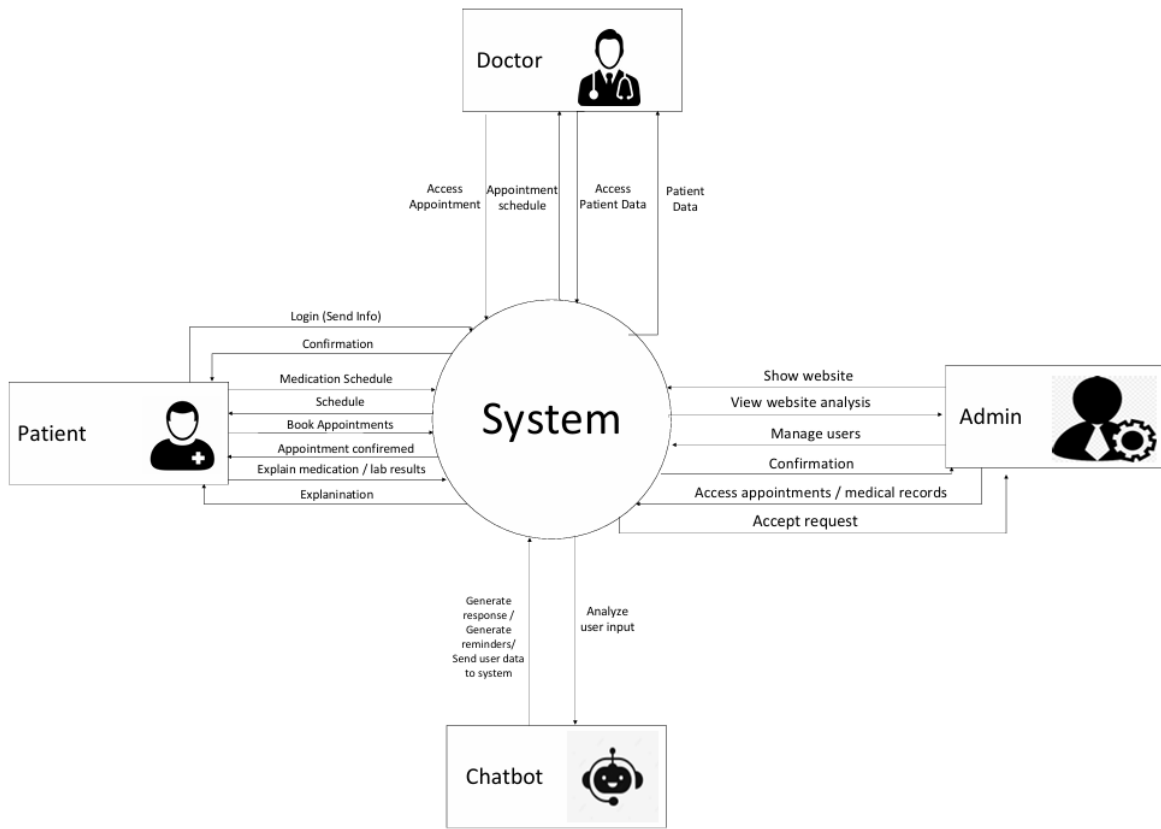 Doctor
Access
Appointment
Appointment
schedule
Access
Patient Data
Patient
Data
Login (Send Info)
Confirmation
Medication Schedule
Schedule
Book Appointments
Appointment confiremed
Explain medication / lab results
Explanination
Patient
System
Show website
View website analysis
Manage users
Confirmation
Access appointments / medical records
Accept request
Admin
Generate
response /
Generate
reminders/
Send user data
to system
Analyze
user input
Chatbot